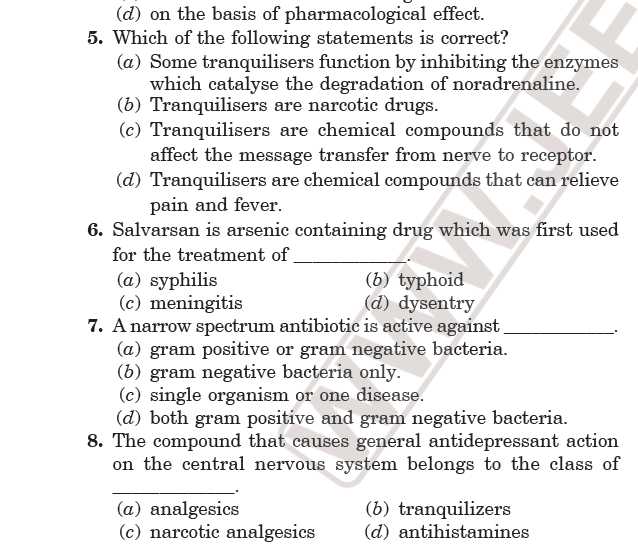 (d) on the basis of pharmacological effect.
5. Which of the following statements is correct?
(a) Some tranquilisers function by inhibiting the enzymes
which catalyse the degradation of noradrenaline.
(b) Tranquilisers are narcotic drugs.
(c) Tranquilisers are chemical compounds that do not
affect the message transfer from nerve to receptor.
(d) Tranquilisers are chemical compounds that can relieve
pain and fever.
6. Salvarsan is arsenic containing drug which was first used
for the treatment of ____________.
(a) syphilis (b) typhoid
(c) meningitis (d) dysentry
7. A narrow spectrum antibiotic is active against ____________.
(a) gram positive or gram negative bacteria.
(b) gram negative bacteria only.
(c) single organism or one disease.
(d) both gram positive and gram negative bacteria.
8. The compound that causes general antidepressant action
on the central nervous system belongs to the class of
_____________.
(a) analgesics (b) tranquilizers
(c) narcotic analgesics (d) antihistamines
WWW.JEE